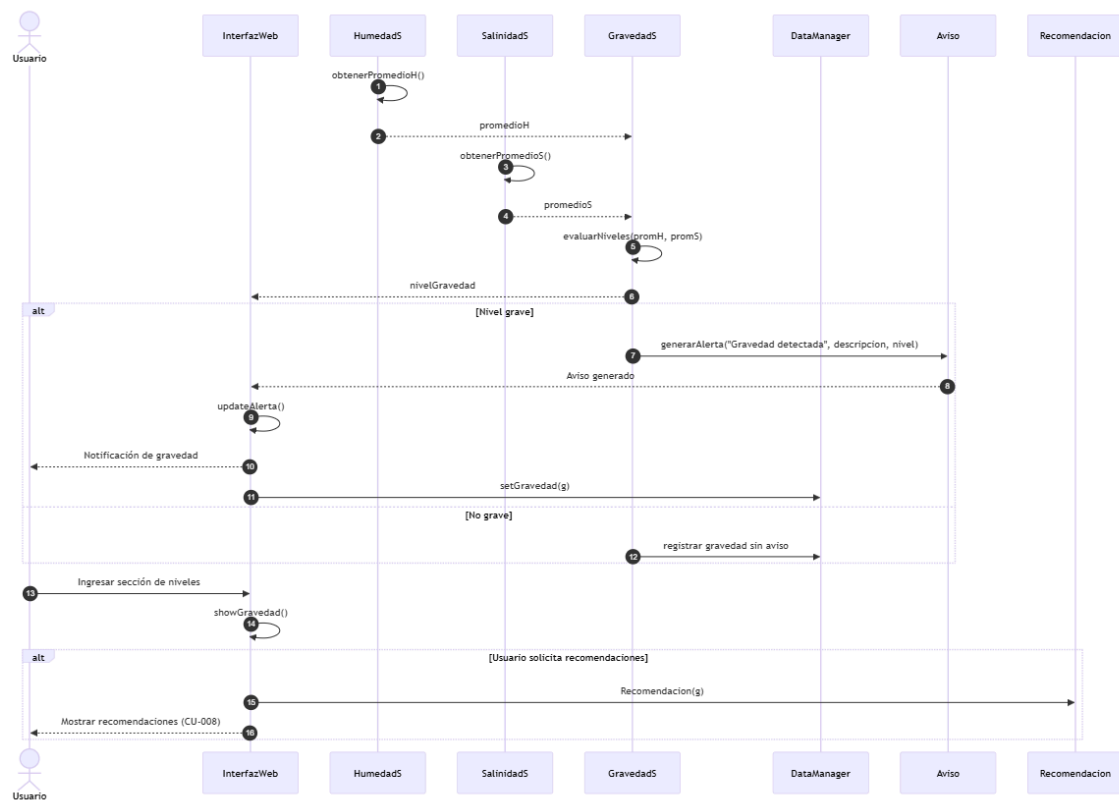 Usuario
InterfazWeb
HumedadS
SalinidadS
GravedadS
DataManager
Aviso
Recomendacion
obtenerPromedioH()
1
promedioH
2
obtenerPromedioS()
3
promedioS
4
evaluarNiveles(promH, promS)
5
nivelGravedad
6
alt
[Nivel grave]
generarAlerta("Gravedad detectada", descripcion, nivel)
7
Aviso generado
8
updateAlerta()
9
Notificación de gravedad
10
setGravedad(g)
11
[No grave]
registrar gravedad sin aviso
12
Ingresar sección de niveles
13
showGravedad()
14
alt
[Usuario solicita recomendaciones]
Recomendacion(g)
15
Mostrar recomendaciones (CU-008)
16
Usuario
InterfazWeb
HumedadS
SalinidadS
GravedadS
DataManager
Aviso
Recomendacion